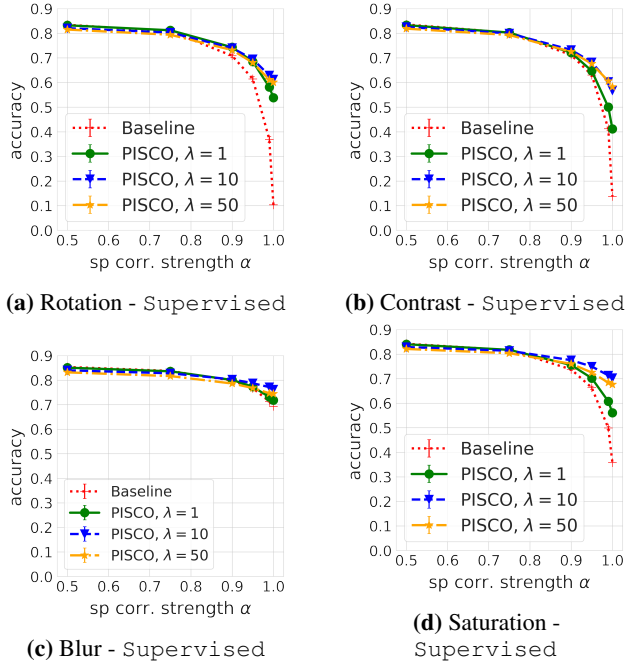 0.9
0.8
0.7
0.6
0.5
0.4
0.3
0.2
0.1
0.0
accuracy
Baseline
PISCO, λ = 1
PISCO, λ = 10
PISCO, λ = 50
0.5 0.6 0.7 0.8 0.9 1.0
sp corr. strength α
(a) Rotation - Supervised
0.9
0.8
0.7
0.6
0.5
0.4
0.3
0.2
0.1
0.0
accuracy
Baseline
PISCO, λ = 1
PISCO, λ = 10
PISCO, λ = 50
0.5 0.6 0.7 0.8 0.9 1.0
sp corr. strength α
(b) Contrast - Supervised
0.9
0.8
0.7
0.6
0.5
0.4
0.3
0.2
0.1
0.0
accuracy
Baseline
PISCO, λ = 1
PISCO, λ = 10
PISCO, λ = 50
0.5 0.6 0.7 0.8 0.9 1.0
sp corr. strength α
(c) Blur - Supervised
0.9
0.8
0.7
0.6
0.5
0.4
0.3
0.2
0.1
0.0
accuracy
Baseline
PISCO, λ = 1
PISCO, λ = 10
PISCO, λ = 50
0.5 0.6 0.7 0.8 0.9 1.0
sp corr. strength α
(d) Saturation -
Supervised